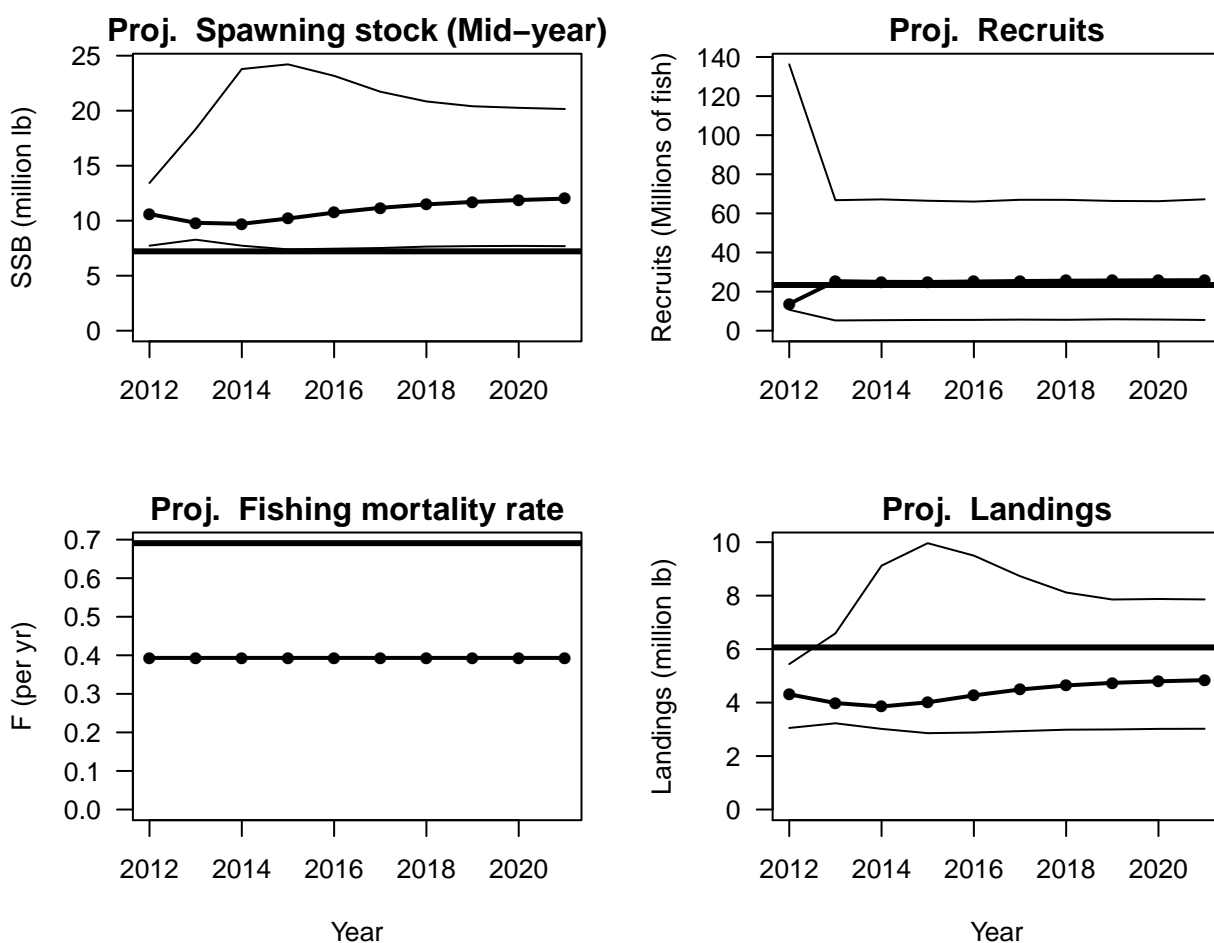 Proj.  Spawning stock (Mid−year)
SSB (million lb)
25
20
15
10
5
0
2012 2014 2016 2018 2020
Proj.  Recruits
Recruits (Millions of fish)
140
120
100
80
60
40
20
0
2012 2014 2016 2018 2020
Proj.  Fishing mortality rate
F (per yr)
0.7
0.6
0.5
0.4
0.3
0.2
0.1
0.0
2012 2014 2016 2018 2020
Year
Proj.  Landings
Landings (million lb)
10
8
6
4
2
0
2012 2014 2016 2018 2020
Year